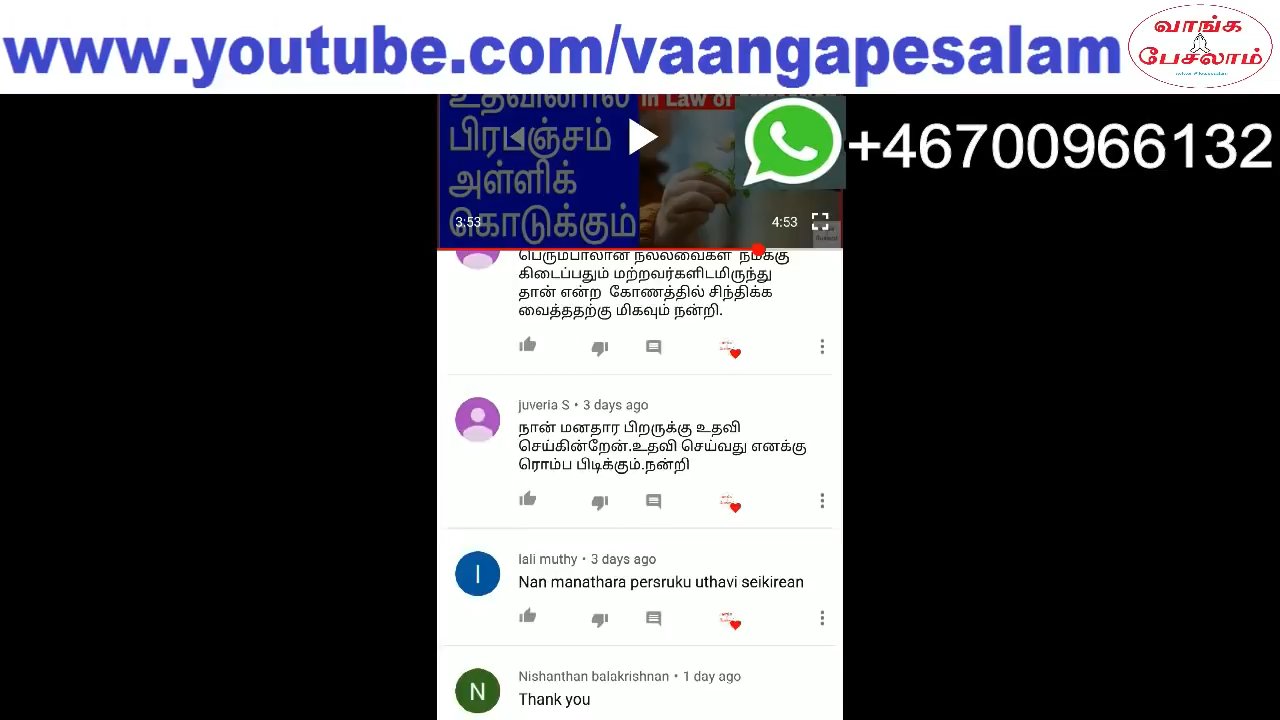 www.youtube.com/vaangapesalam
வாங்க
பேசலாம்
உதவினால்
in Law of
பிரபஞ்சம்
+46700966132
அள்ளிக்
கொடுக்கும்
3:53
4:53
பெரும்பாலான நல்லவைகள் நமக்கு
கிடைப்பதும் மற்றவர்களிடமிருந்து
தான் என்ற கோணத்தில் சிந்திக்க
வைத்ததற்கு மிகவும் நன்றி.
juveria S • 3 days ago
நான் மனதார பிறருக்கு உதவி
செய்கின்றேன்.உதவி செய்வது எனக்கு
ரொம்ப பிடிக்கும்.நன்றி
lali muthy • 3 days ago
l
Nan manathara persruku uthavi seikirean
Nishanthan balakrishnan • 1 day ago
N
Thank you